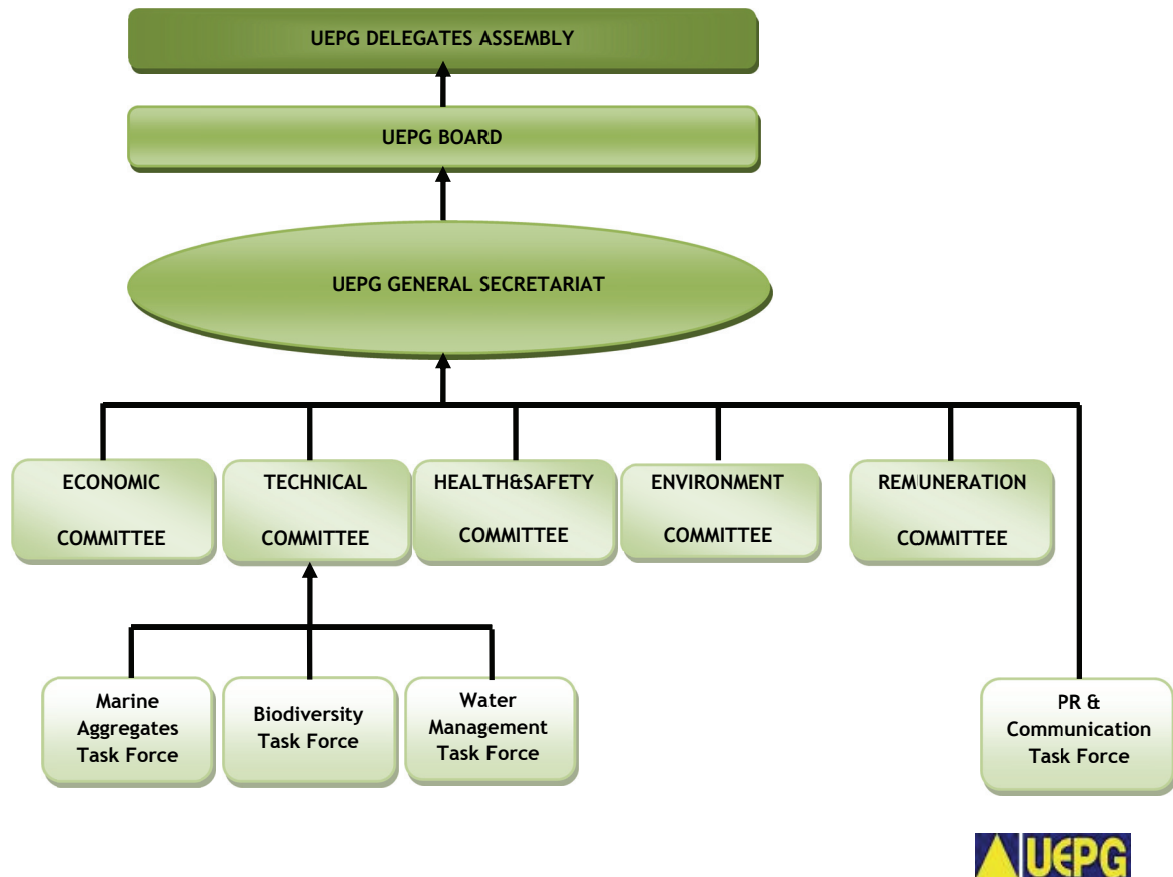 UEPG DELEGATES ASSEMBLY
UEPG BOARD
UEPG GENERAL SECRETARIAT
ECONOMIC
COMMITTEE
TECHNICAL
COMMITTEE
HEALTH&SAFETY
COMMITTEE
ENVIRONMENT
COMMITTEE
REMUNERATION
COMMITTEE
Marine
Aggregates
Task Force
Biodiversity
Task Force
Water
Management
Task Force
PR &
Communication
Task Force
UEPG